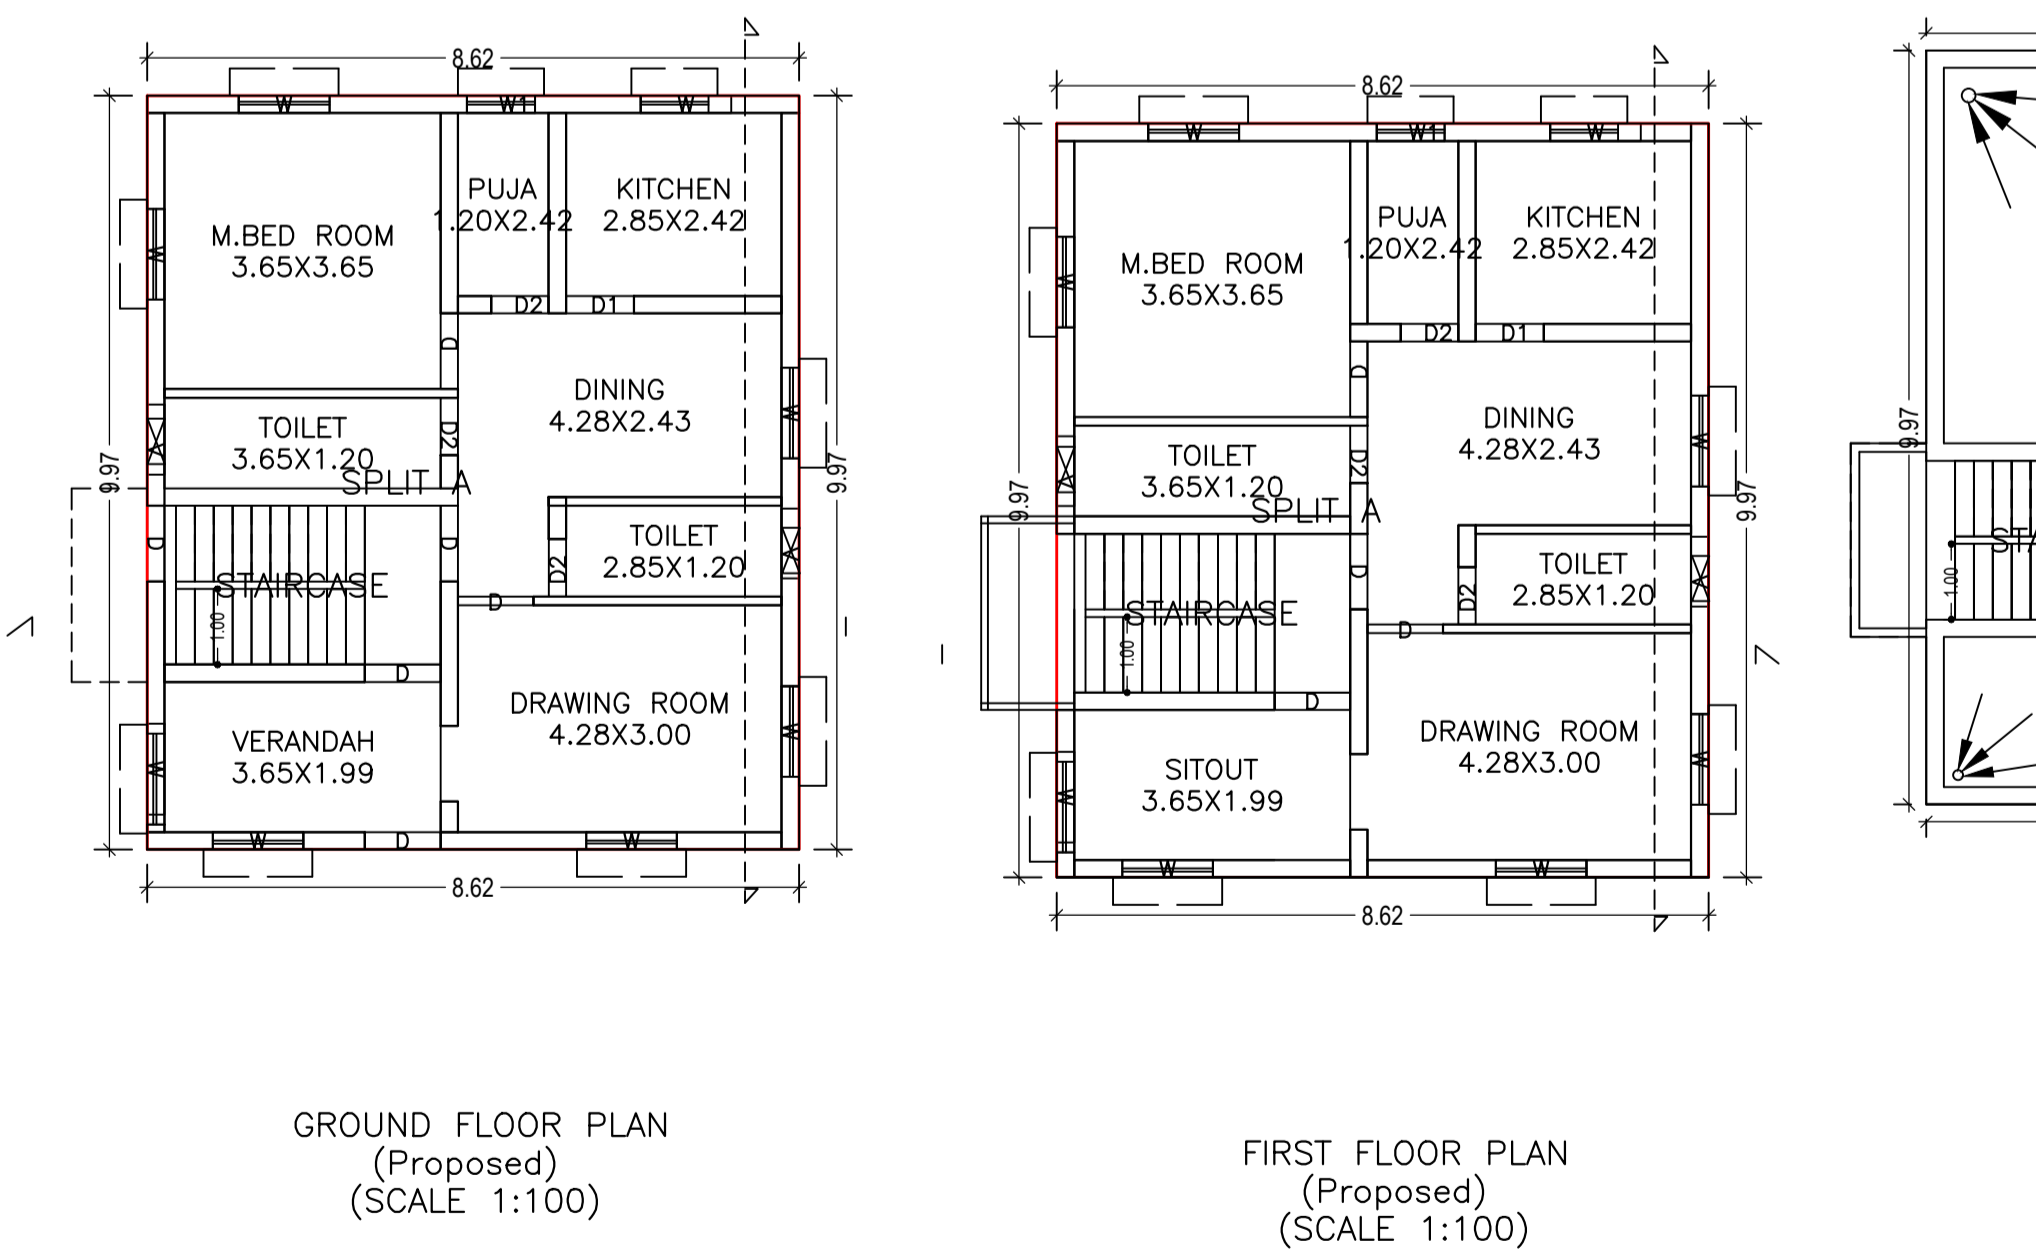 8.62
W
W1
W
PUJA
1.20X2.42
KITCHEN
2.85X2.42
M.BED ROOM
3.65X3.65
W
D2
D1
D
DINING
4.28X2.43
W
TOILET
3.65X1.20
D2
SPLIT A
9.97
9.97
D
D
TOILET
2.85X1.20
D2
STAIRCASE
1.00
D
D
DRAWING ROOM
4.28X3.00
W
VERANDAH
3.65X1.99
W
W
D
W
8.62
GROUND FLOOR PLAN
(Proposed)
(SCALE 1:100)
8.62
W
W1
W
PUJA
1.20X2.42
KITCHEN
2.85X2.42
M.BED ROOM
3.65X3.65
W
D2
D1
D
DINING
4.28X2.43
W
TOILET
3.65X1.20
D2
SPLIT A
9.97
9.97
D
TOILET
2.85X1.20
D2
STAIRCASE
1.00
D
D
DRAWING ROOM
4.28X3.00
W
SITOUT
3.65X1.99
W
W
W
8.62
FIRST FLOOR PLAN
(Proposed)
(SCALE 1:100)
9.97
1.00